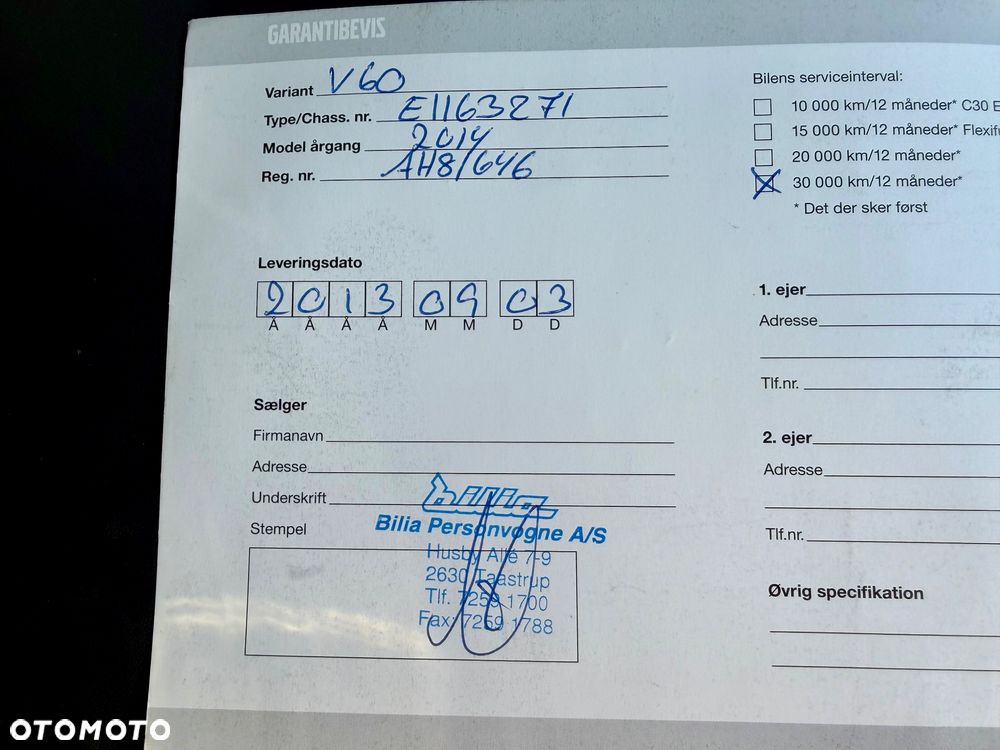 GARANTIBEVIS
Variant V60
Type/Chass. nr. E1163271
Model årgang 2014
Reg. nr. AH8/646
Bilens serviceinterval:
10 000 km/12 måneder* C30 E
15 000 km/12 måneder* Flexifu
20 000 km/12 måneder*
30 000 km/12 måneder*
* Det der sker først
Leveringsdato
2013 09 03
Å Å Å Å M M D D
Sælger
Firmanavn
Adresse
Underskrift
Stempel
bilia
Bilia Personvogne A/S
Husby Allé 7-9
2630 Taastrup
Tlf. 7259 1700
Fax: 7259 1788
1. ejer
Adresse
Tlf.nr.
2. ejer
Adresse
Tlf.nr.
Øvrig specifikation
OTOMOTO